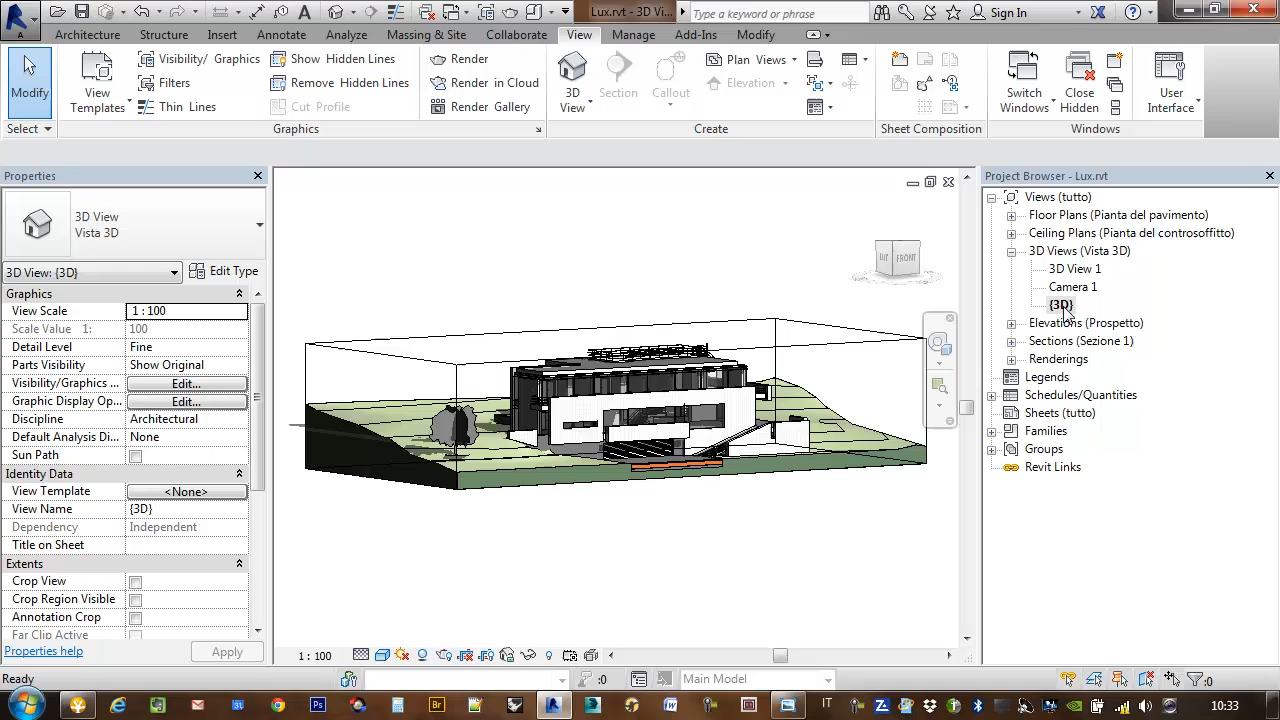 Lux.rvt - 3D Vi...
Type a keyword or phrase
Sign In
A
Architecture
Structure
Insert
Annotate
Analyze
Massing & Site
Collaborate
View
Manage
Add-Ins
Modify
Modify
View
Templates
Visibility/ Graphics
Filters
Thin Lines
Show Hidden Lines
Remove Hidden Lines
Cut Profile
Render
Render in Cloud
Render Gallery
3D
View
Section
Callout
Plan Views
Elevation
Switch
Windows
Close
Hidden
User
Interface
Select
Graphics
Create
Sheet Composition
Windows
Properties
3D View
Vista 3D
3D View: {3D}
Edit Type
Graphics
View Scale
1 : 100
Scale Value 1:
100
Detail Level
Fine
Parts Visibility
Show Original
Visibility/Graphics ...
Edit...
Graphic Display Op...
Edit...
Discipline
Architectural
Default Analysis Di...
None
Sun Path
Identity Data
View Template
<None>
View Name
{3D}
Dependency
Independent
Title on Sheet
Extents
Crop View
Crop Region Visible
Annotation Crop
Far Clip Active
Properties help
Apply
FRONT
1 : 100
Project Browser - Lux.rvt
Views (tutto)
Floor Plans (Pianta del pavimento)
Ceiling Plans (Pianta del controsoffitto)
3D Views (Vista 3D)
3D View 1
Camera 1
{3D}
Elevations (Prospetto)
Sections (Sezione 1)
Renderings
Legends
Schedules/Quantities
Sheets (tutto)
Families
Groups
Revit Links
Ready
:0
Main Model
:0
IT
10:33